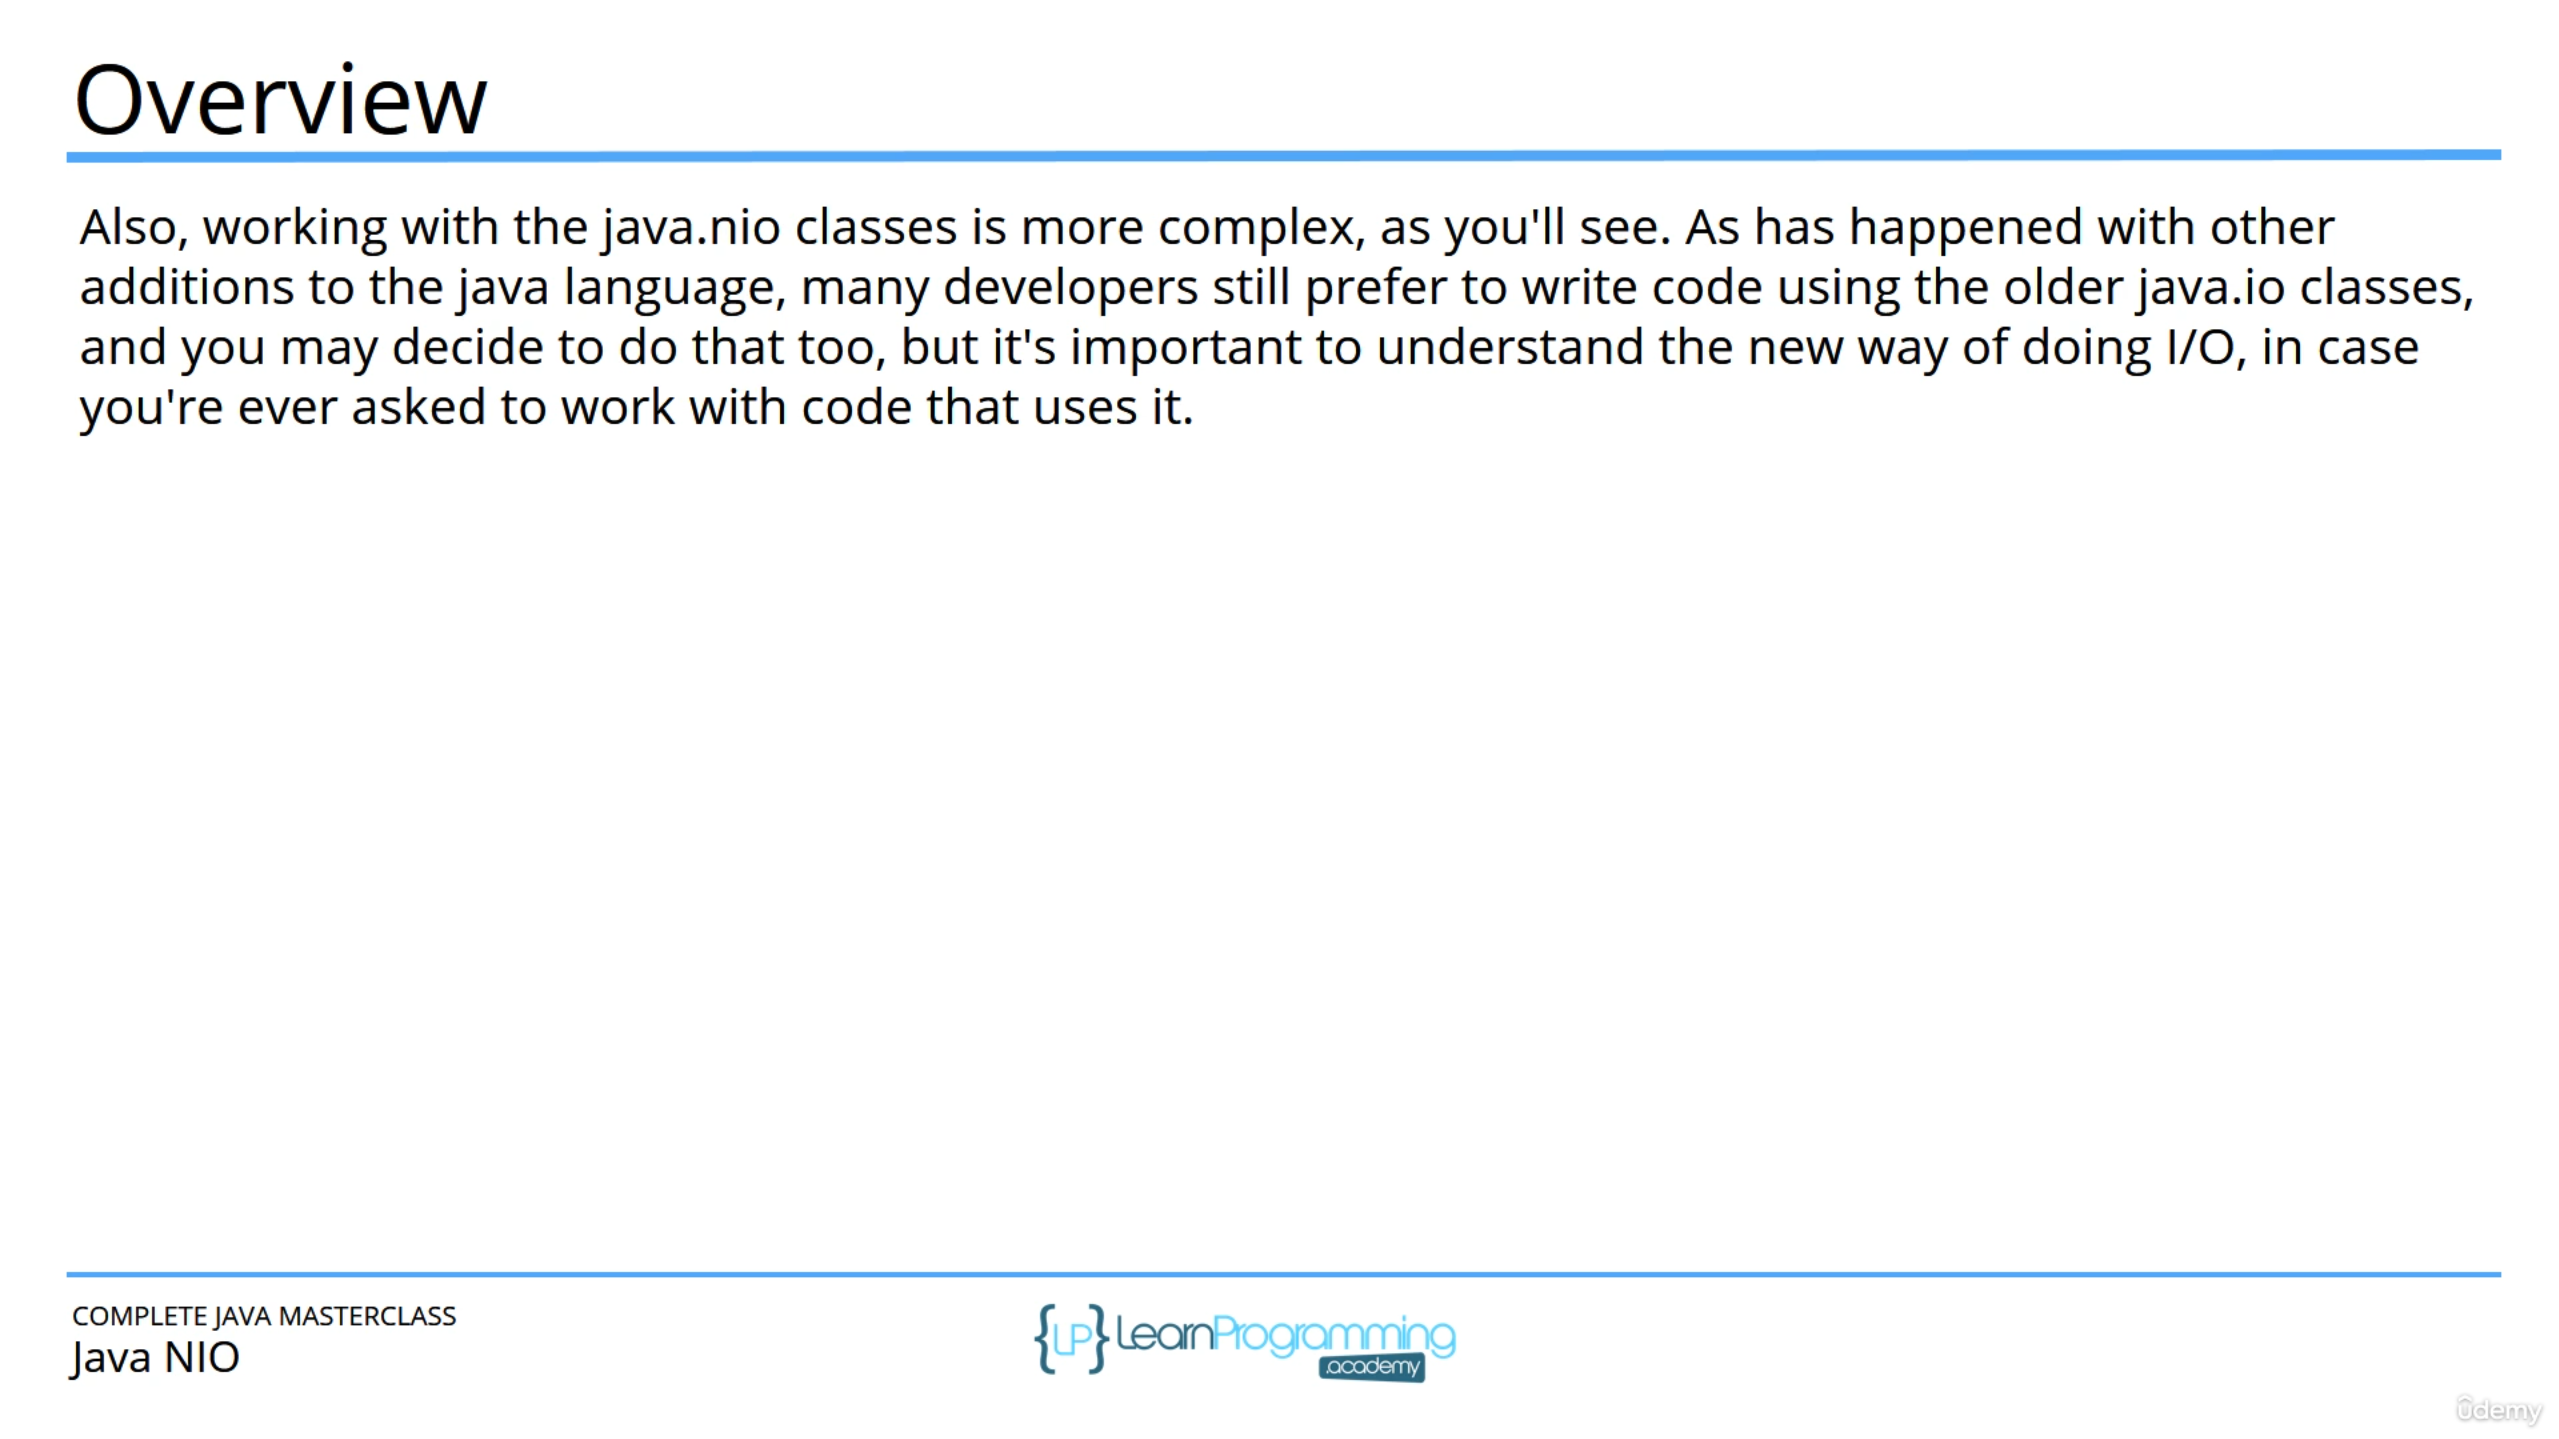 Overview
Also, working with the java.nio classes is more complex, as you'll see. As has happened with other
additions to the java language, many developers still prefer to write code using the older java.io classes,
and you may decide to do that too, but it's important to understand the new way of doing I/O, in case
you're ever asked to work with code that uses it.
COMPLETE JAVA MASTERCLASS
Java NIO
{LP} LearnProgramming
.academy
ûdemy